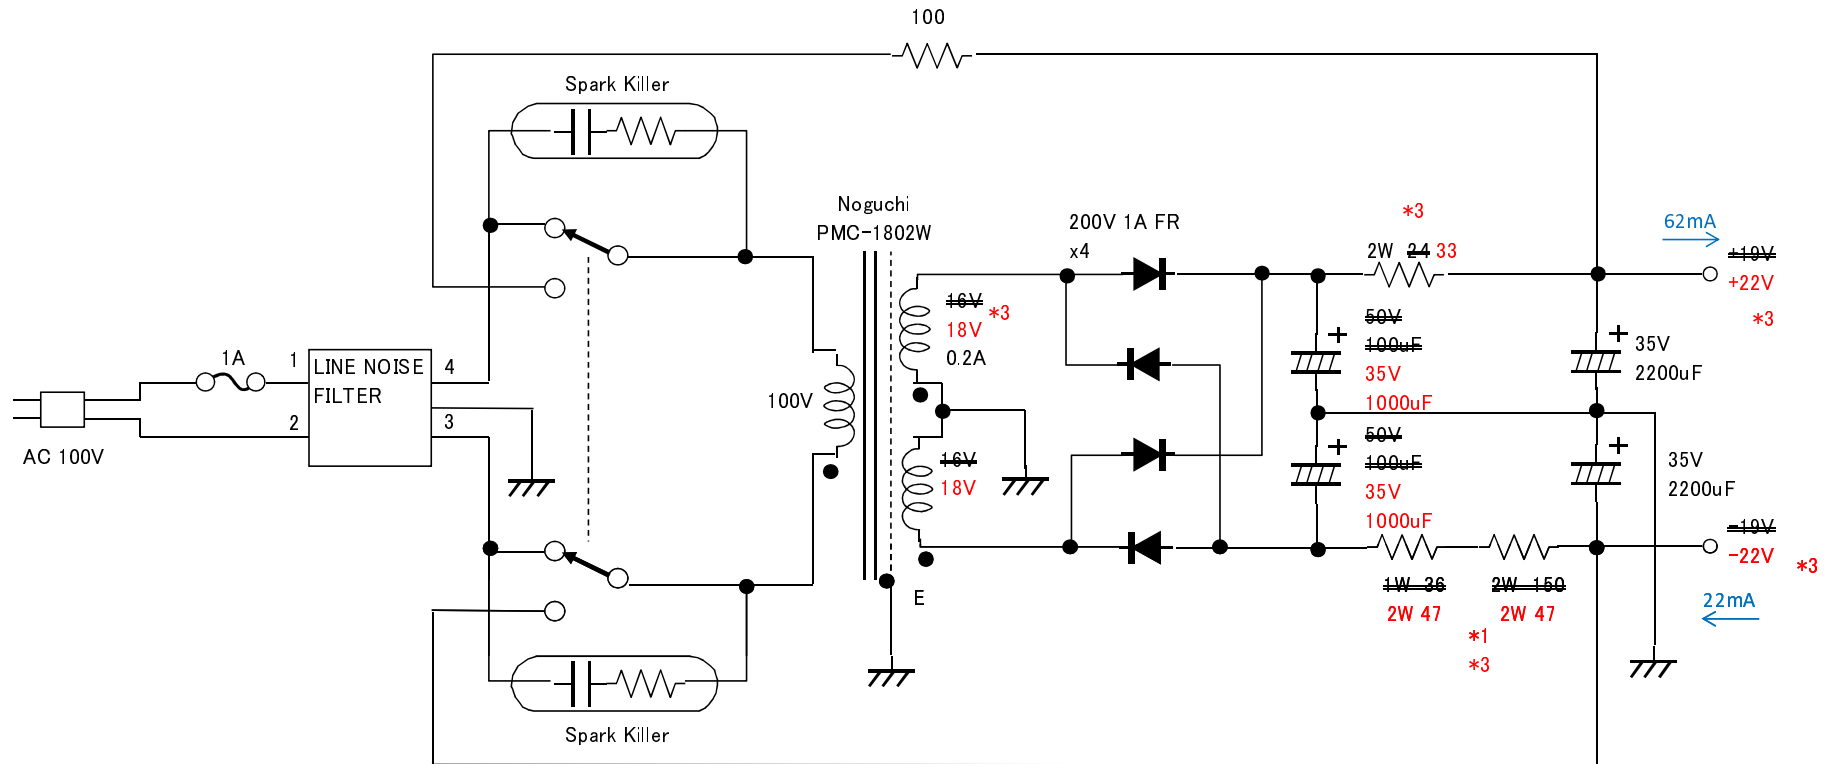 100
Spark Killer
Noguchi
PMC-1802W
200V 1A FR
x4
*3
2W 24 33
62mA
+19V
+22V
*3
16V
18V *3
0.2A
50V
100uF
35V
1000uF
35V
2200uF
1A
1
LINE NOISE
FILTER
4
2
3
AC 100V
100V
16V
18V
50V
100uF
35V
1000uF
35V
2200uF
-19V
-22V
*3
1W 36
2W 47
2W 150
2W 47
*1
*3
22mA
E
Spark Killer